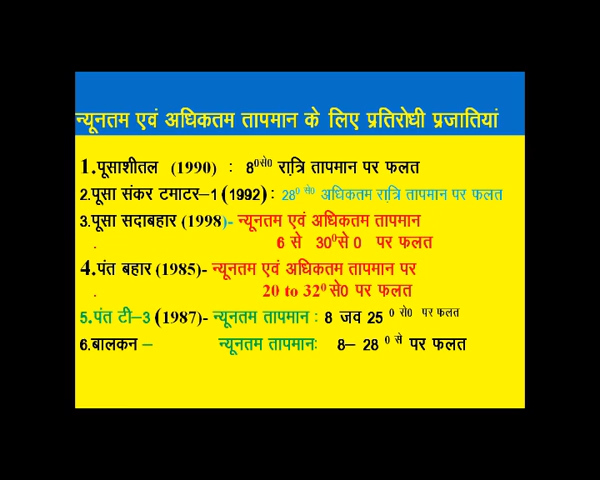 न्यूनतम एवं अधिकतम तापमान के लिए प्रतिरोधी प्रजातियां
1.पूसाशीतल (1990) : 8⁰से0 रात्रि तापमान पर फलत
2.पूसा संकर टमाटर–1 (1992) : 28⁰ से0 अधिकतम रात्रि तापमान पर फलत
3.पूसा सदाबहार (1998)- न्यूनतम एवं अधिकतम तापमान
. 6 से 30⁰से 0 पर फलत
4.पंत बहार (1985)- न्यूनतम एवं अधिकतम तापमान पर
. 20 to 32⁰ से0 पर फलत
5.पंत टी–3 (1987)- न्यूनतम तापमान : 8 जव 25 ⁰ से0 पर फलत
6.बालकन – न्यूनतम तापमानः 8– 28 ⁰ से पर फलत